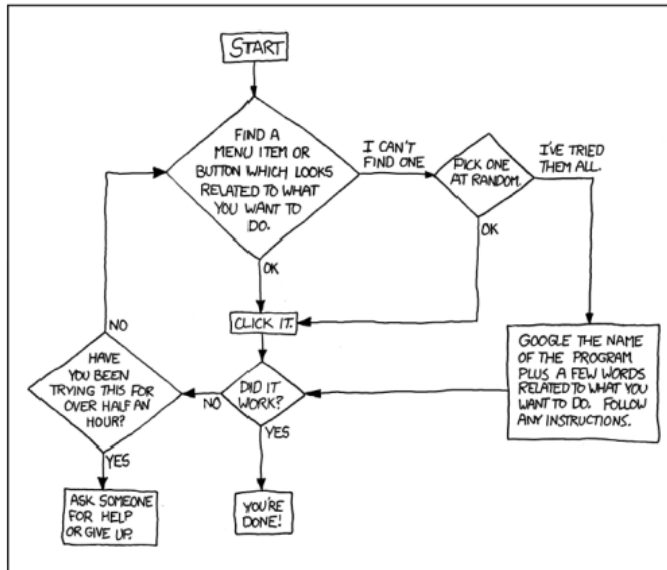 START
FIND A
MENU ITEM OR
BUTTON WHICH LOOKS
RELATED TO WHAT
YOU WANT TO
DO.
I CAN'T
FIND ONE
PICK ONE
AT RANDOM.
I'VE TRIED
THEM ALL.
OK
OK
CLICK IT.
NO
HAVE
YOU BEEN
TRYING THIS FOR
OVER HALF AN
HOUR?
NO
DID IT
WORK?
GOOGLE THE NAME
OF THE PROGRAM
PLUS A FEW WORDS
RELATED TO WHAT YOU
WANT TO DO. FOLLOW
ANY INSTRUCTIONS.
YES
YES
ASK SOMEONE
FOR HELP
OR GIVE UP.
YOU'RE
DONE!